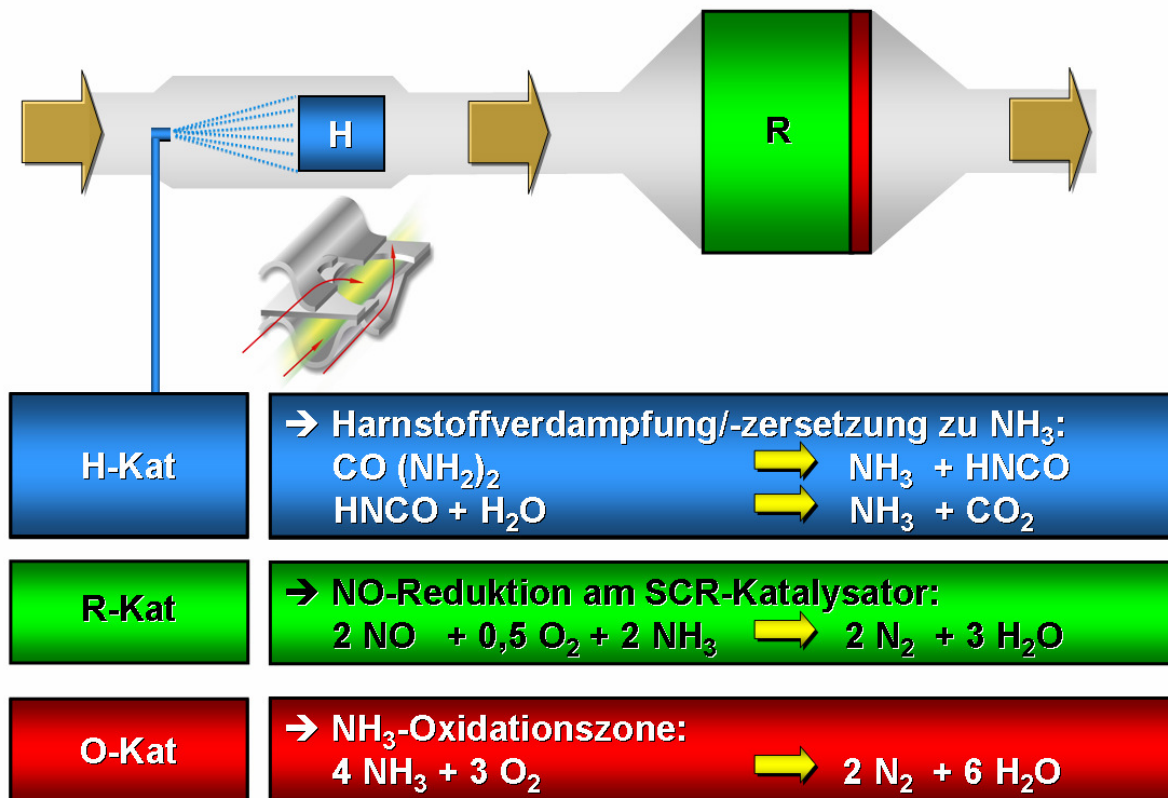 H
R
H-Kat
➔ Harnstoffverdampfung/-zersetzung zu NH₃:
CO (NH₂)₂ ➔ NH₃ + HNCO
HNCO + H₂O ➔ NH₃ + CO₂
R-Kat
➔ NO-Reduktion am SCR-Katalysator:
2 NO + 0,5 O₂ + 2 NH₃ ➔ 2 N₂ + 3 H₂O
O-Kat
➔ NH₃-Oxidationszone:
4 NH₃ + 3 O₂ ➔ 2 N₂ + 6 H₂O